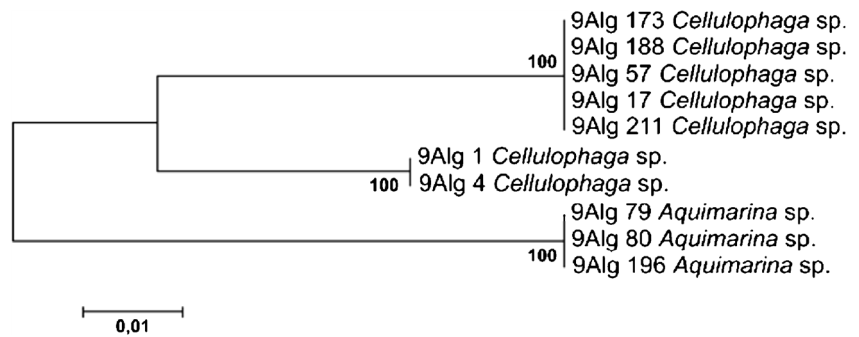 9Alg 173 Cellulophaga sp.
9Alg 188 Cellulophaga sp.
100
9Alg 57 Cellulophaga sp.
9Alg 17 Cellulophaga sp.
9Alg 211 Cellulophaga sp.
9Alg 1 Cellulophaga sp.
100
9Alg 4 Cellulophaga sp.
9Alg 79 Aquimarina sp.
9Alg 80 Aquimarina sp.
100
9Alg 196 Aquimarina sp.
0,01